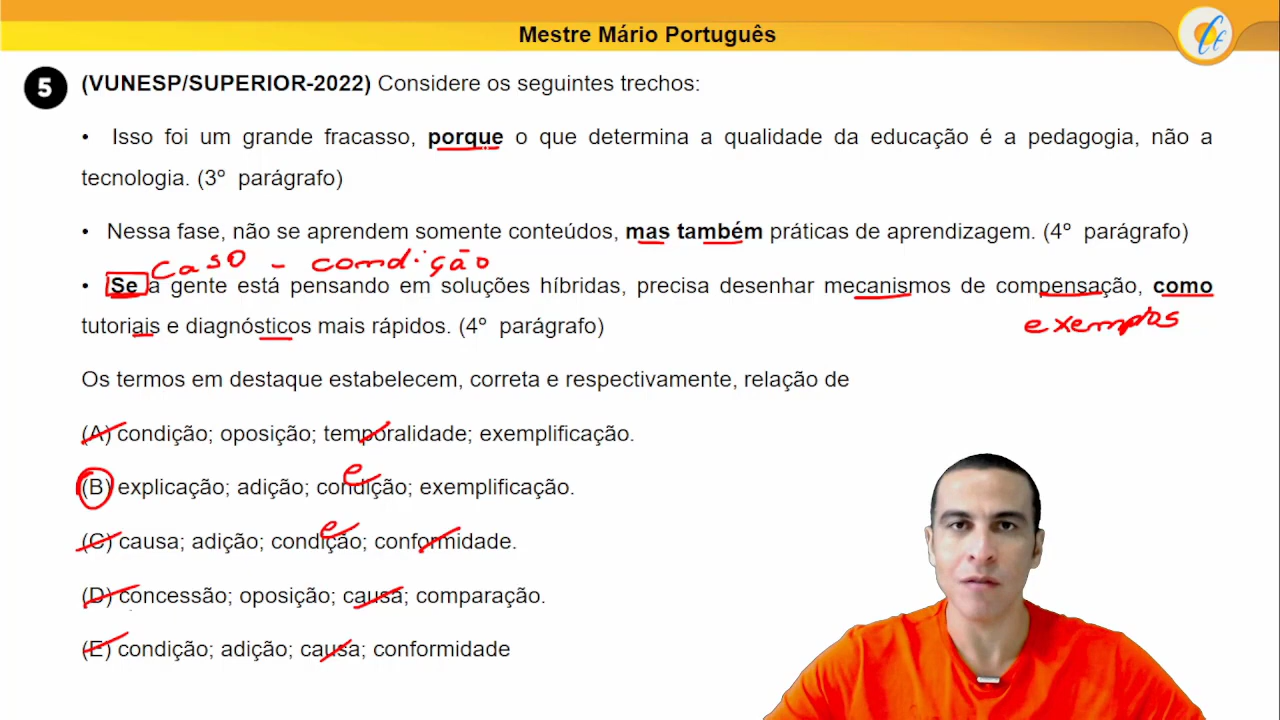 Mestre Mário Português
5 (VUNESP/SUPERIOR-2022) Considere os seguintes trechos:
• Isso foi um grande fracasso, porque o que determina a qualidade da educação é a pedagogia, não a
tecnologia. (3º parágrafo)
• Nessa fase, não se aprendem somente conteúdos, mas também práticas de aprendizagem. (4º parágrafo)
caso - condição
• Se a gente está pensando em soluções híbridas, precisa desenhar mecanismos de compensação, como
tutoriais e diagnósticos mais rápidos. (4º parágrafo)
exemplos
Os termos em destaque estabelecem, correta e respectivamente, relação de
(A) condição; oposição; temporalidade; exemplificação.
(B) explicação; adição; condição; exemplificação.
(C) causa; adição; condição; conformidade.
(D) concessão; oposição; causa; comparação.
(E) condição; adição; causa; conformidade